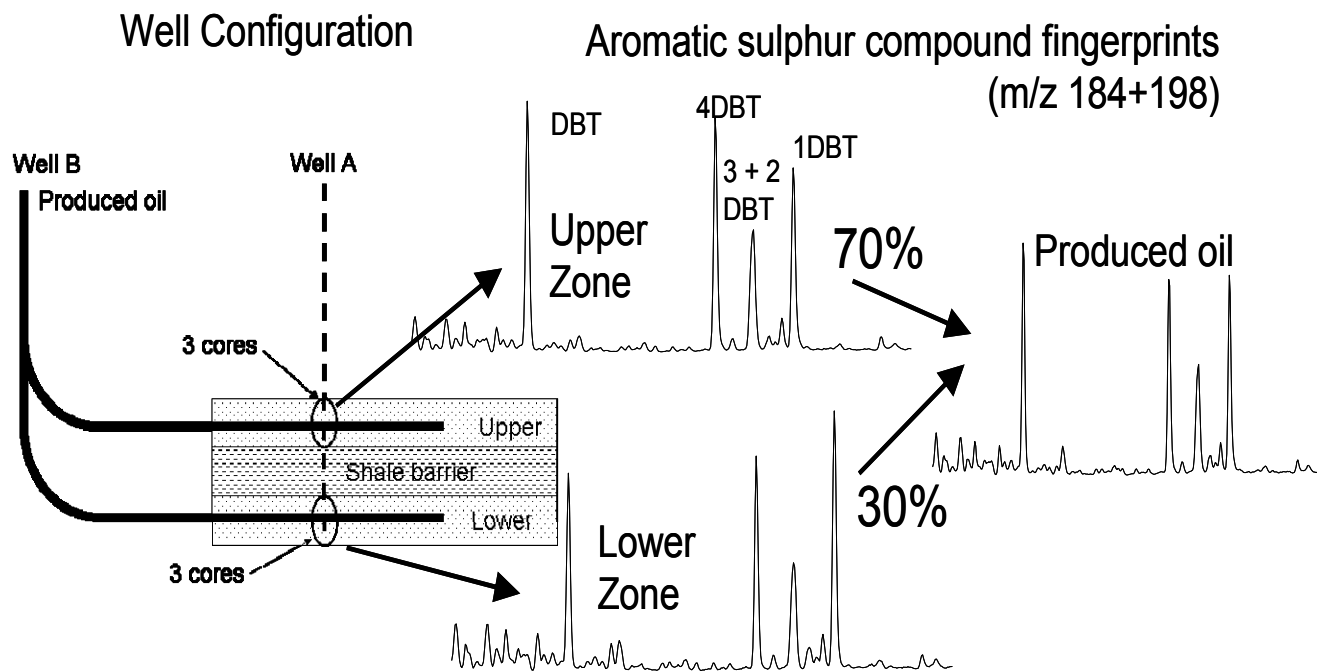 Well Configuration
Aromatic sulphur compound fingerprints
(m/z 184+198)
Well B
Produced oil
Well A
3 cores
Upper
Shale barrier
Lower
3 cores
DBT
4DBT
3 + 2
DBT
1DBT
Upper
Zone
70%
Produced oil
30%
Lower
Zone